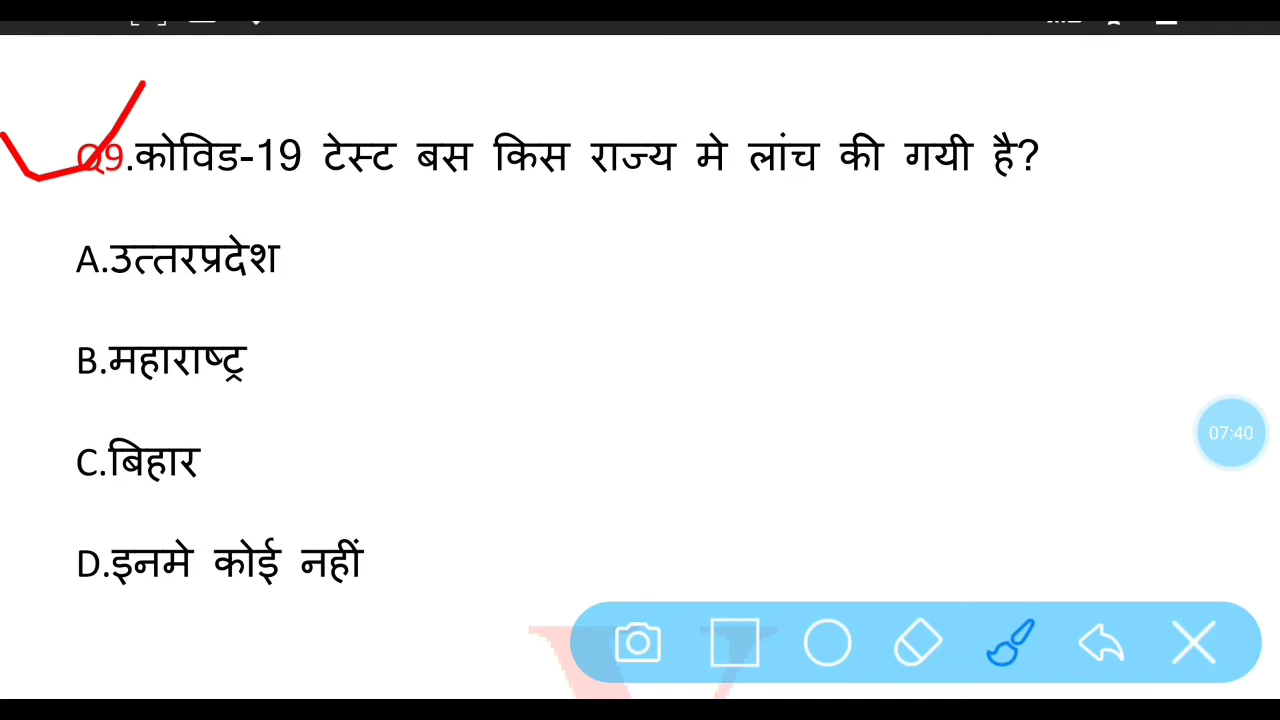 Q9.कोविड-19 टेस्ट बस किस राज्य मे लांच की गयी है?
A.उत्तरप्रदेश
B.महाराष्ट्र
C.बिहार
07:40
D.इनमे कोई नहीं